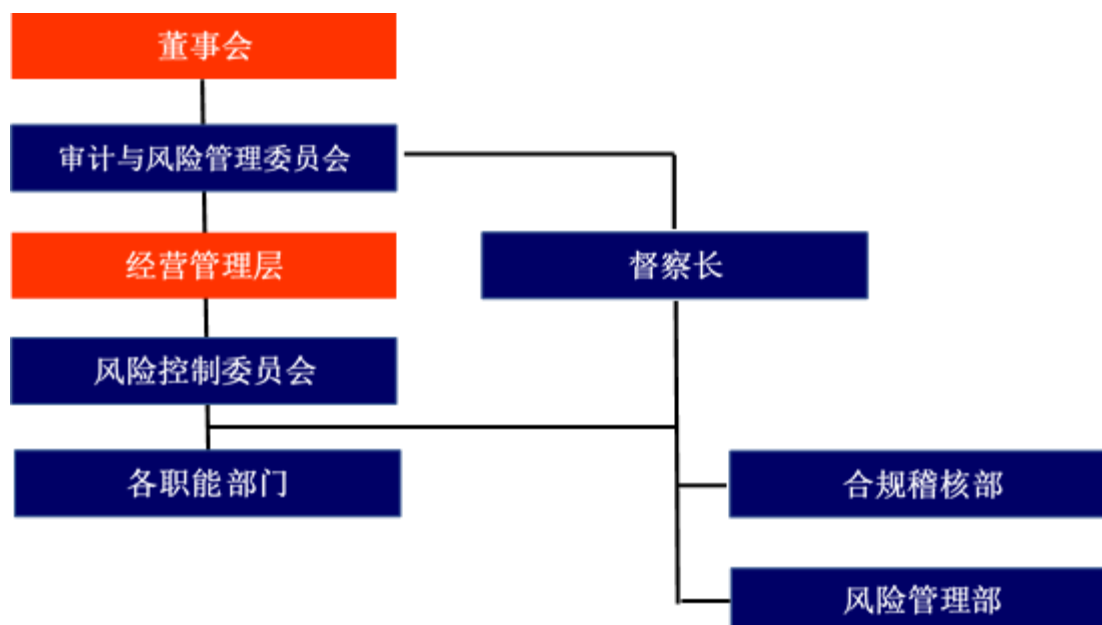 董事会
审计与风险管理委员会
经营管理层
督察长
风险控制委员会
各职能部门
合规稽核部
风险管理部